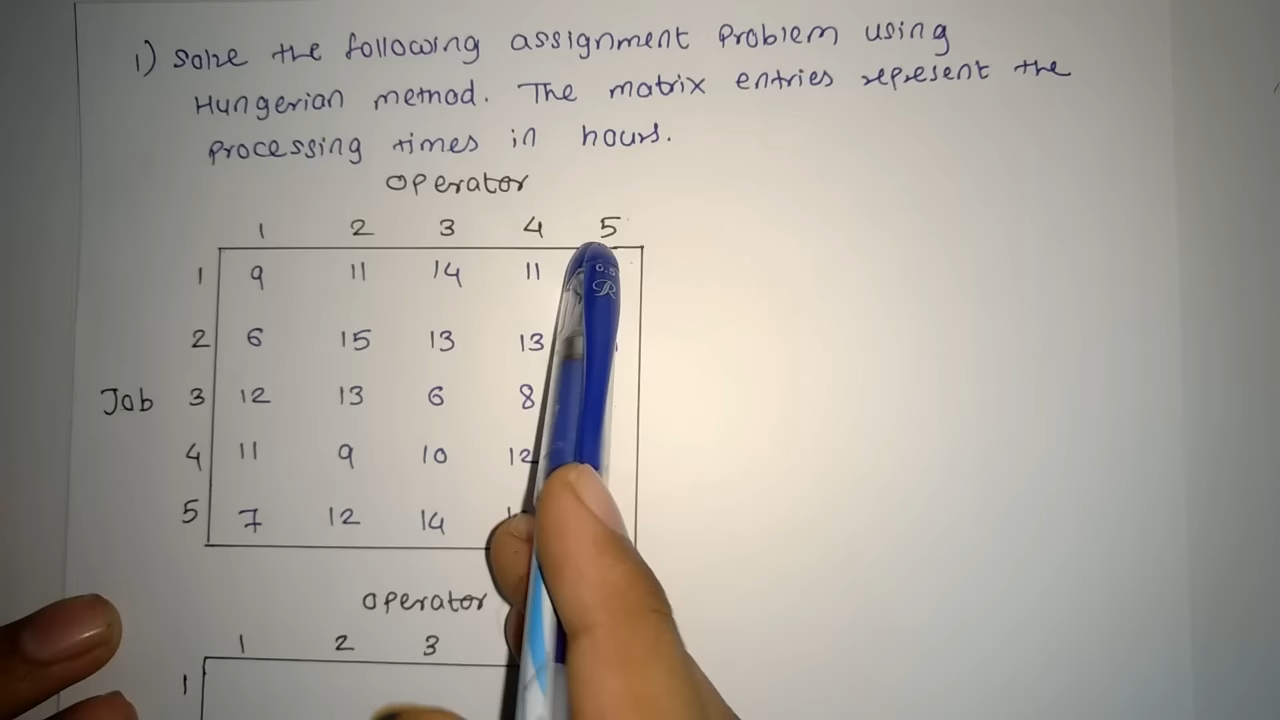 1) Solve the following assignment Problem using
Hungerian method. The matrix entries represent the
processing times in hours.
Operator
1 2 3 4 5
1 9 11 14 11
2 6 15 13 13
Job 3 12 13 6 8
4 11 9 10 12
5 7 12 14
Operator
1 2 3
1
0.5